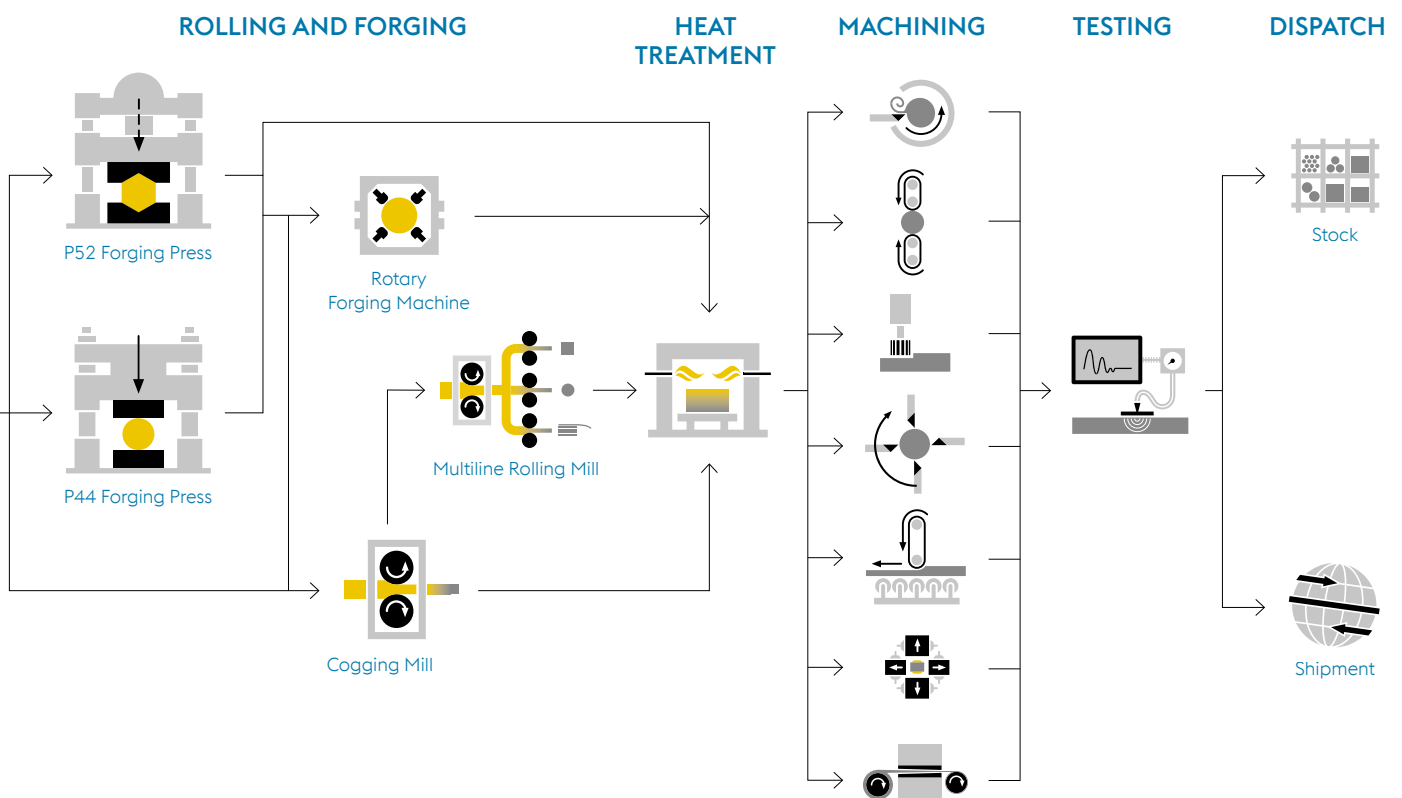 ROLLING AND FORGING
HEAT
TREATMENT
MACHINING
TESTING
DISPATCH
P52 Forging Press
Rotary
Forging Machine
Stock
P44 Forging Press
Multiline Rolling Mill
Cogging Mill
Shipment